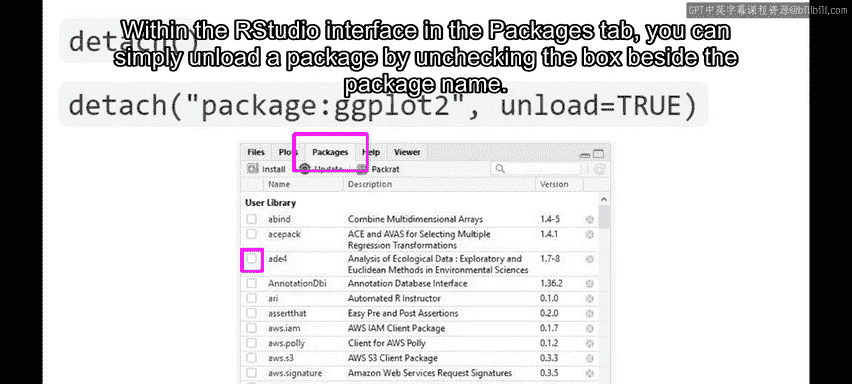 GPT中英字幕课程资源@bilibili.com
detach()
Within the RStudio interface in the Packages tab, you can
simply unload a package by unchecking the box beside the
package name.
detach("package:ggplot2", unload=TRUE)
Files Plots Packages Help Viewer
Install Update Packrat
Name Description Version
User Library
abind Combine Multidimensional Arrays 1.4-5
acepack ACE and AVAS for Selecting Multiple 1.4.1
Regression Transformations
ade4 Analysis of Ecological Data : Exploratory and 1.7-8
Euclidean Methods in Environmental Sciences
AnnotationDbi Annotation Database Interface 1.36.2
ari Automated R Instructor 0.1.0
assertthat Easy Pre and Post Assertions 0.2.0
aws.iam AWS IAM Client Package 0.1.7
aws.polly Client for AWS Polly 0.1.2
aws.s3 AWS S3 Client Package 0.3.3
aws.signature Amazon Web Services Request Signatures 0.3.5